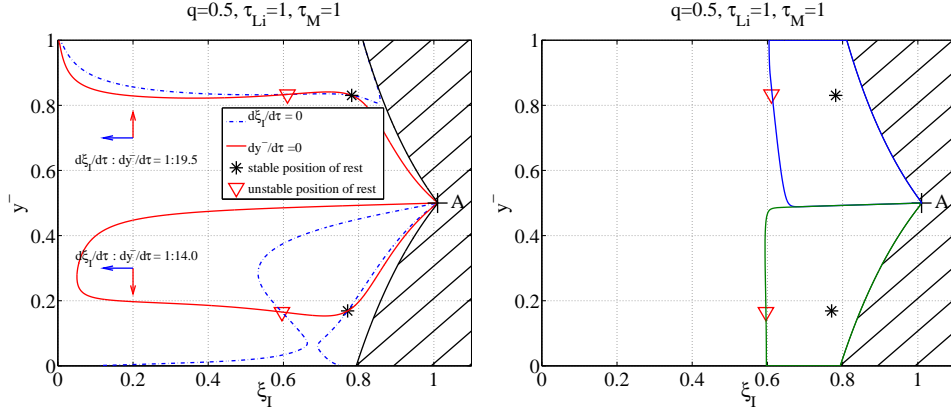 q=0.5, τ_Li=1, τ_M=1
1
0.8
0.6
0.4
0.2
0
y⁻
0
0.2
0.4
0.6
0.8
1
ξ_I
dξ_I/dτ : dy⁻/dτ = 1:19.5
dξ_I/dτ : dy⁻/dτ = 1:14.0
dξ_I/dτ = 0
dy⁻/dτ =0
stable position of rest
unstable position of rest
A
q=0.5, τ_Li=1, τ_M=1
1
0.8
0.6
0.4
0.2
0
y⁻
0
0.2
0.4
0.6
0.8
1
ξ_I
A